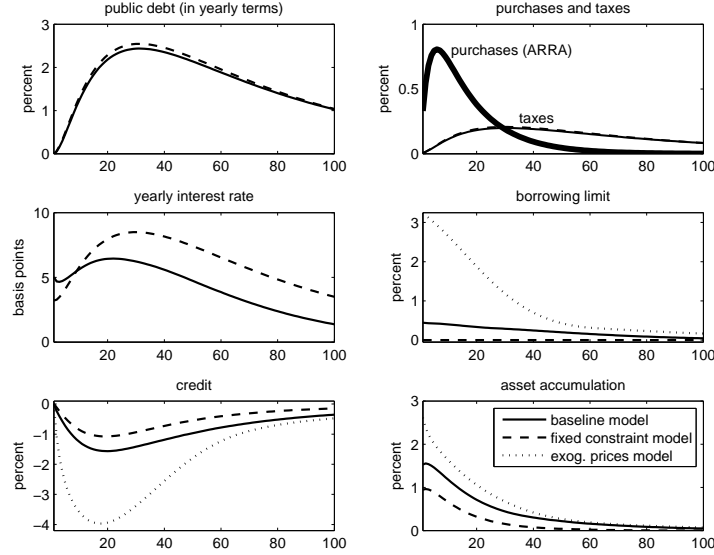 public debt (in yearly terms)
percent
3
2
1
0
20 40 60 80 100
purchases and taxes
percent
1
0.5
0
purchases (ARRA)
taxes
20 40 60 80 100
yearly interest rate
basis points
10
5
0
20 40 60 80 100
borrowing limit
percent
3
2
1
0
20 40 60 80 100
credit
percent
0
−1
−2
−3
−4
20 40 60 80 100
asset accumulation
percent
3
2
1
0
baseline model
fixed constraint model
exog. prices model
20 40 60 80 100